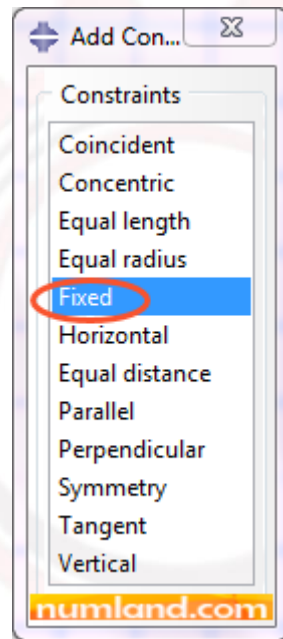 Add Con...
Constraints
Coincident
Concentric
Equal length
Equal radius
Fixed
Horizontal
Equal distance
Parallel
Perpendicular
Symmetry
Tangent
Vertical
numland.com